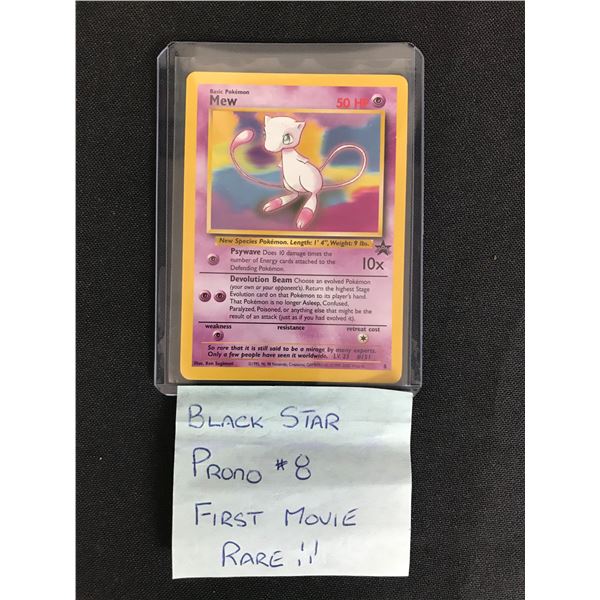 Basic Pokémon
Mew
50 HP
New Species Pokémon. Length: 1' 4", Weight: 9 lbs.
Psywave Does 10 damage times the
number of Energy cards attached to the
Defending Pokémon.
10x
Devolution Beam Choose an evolved Pokémon
(your own or your opponent's). Return the highest Stage
Evolution card on that Pokémon to its player's hand.
That Pokémon is no longer Asleep, Confused,
Paralyzed, Poisoned, or anything else that might be the
result of an attack (just as if you had evolved it).
weakness resistance retreat cost
So rare that it is still said to be a mirage by many experts.
Only a few people have seen it worldwide. LV. 23 #151
Illus. Ken Sugimori
8
BLACK STAR
PROMO #8
FIRST MOVIE
RARE !!